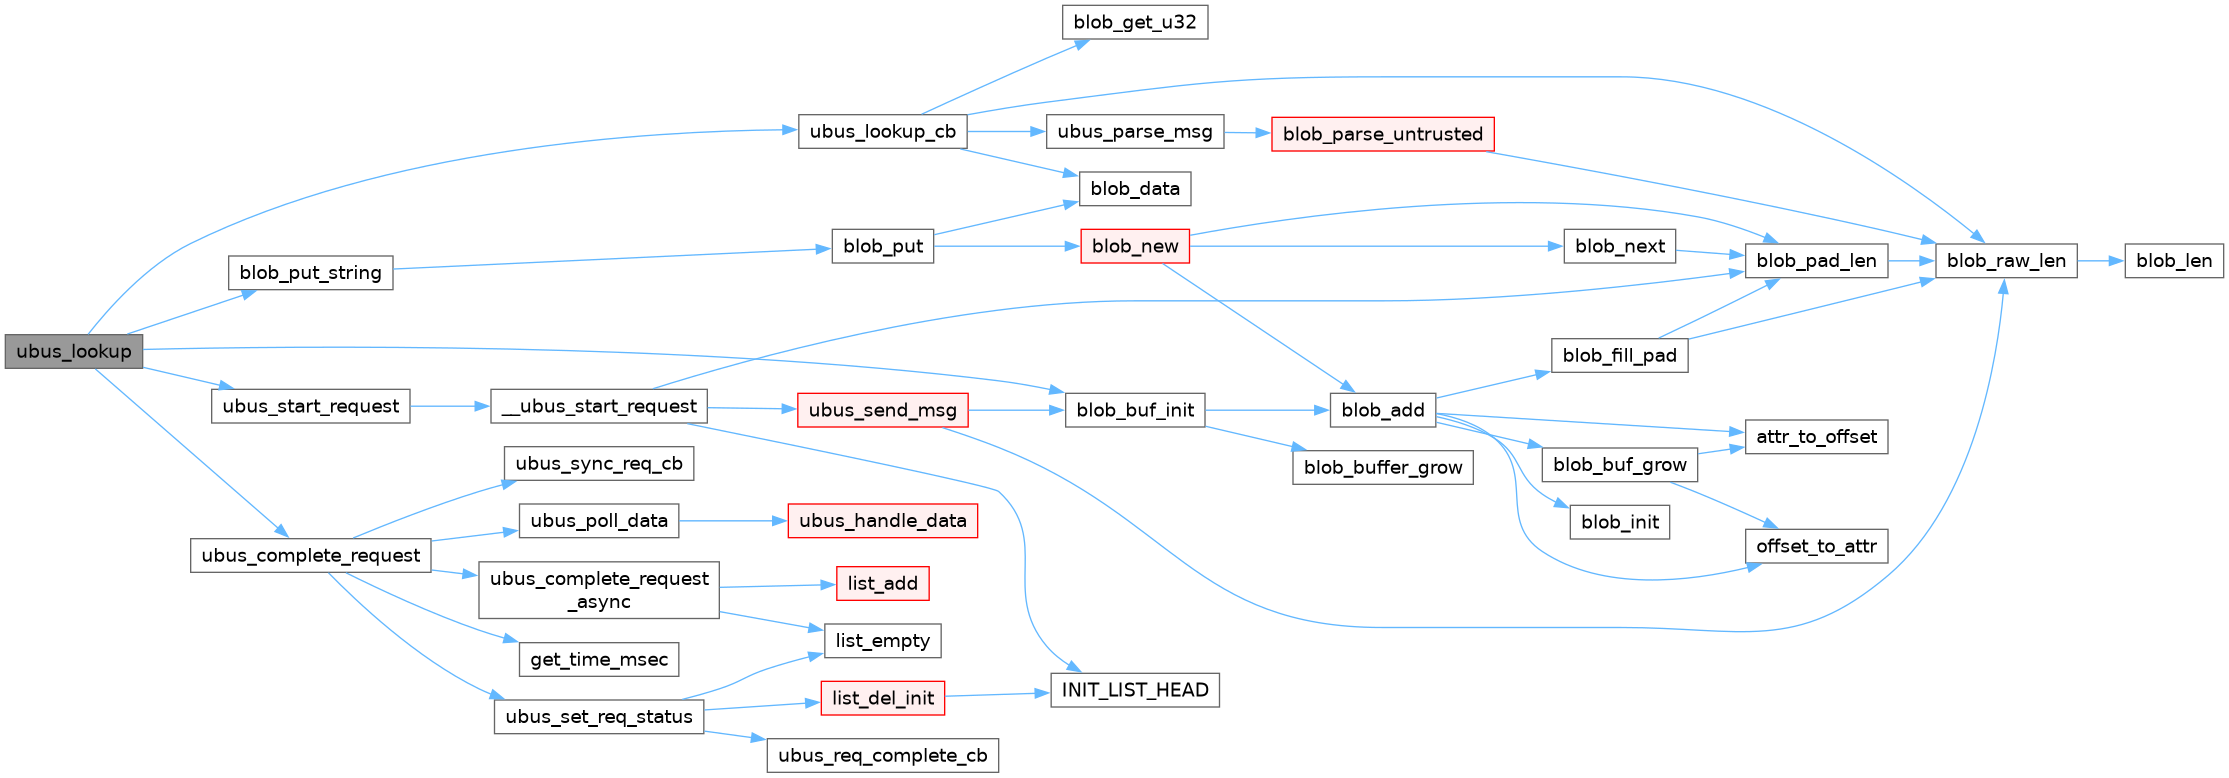 blob_get_u32
ubus_lookup_cb
ubus_parse_msg
blob_parse_untrusted
blob_data
blob_put
blob_new
blob_next
blob_pad_len
blob_raw_len
blob_len
blob_put_string
ubus_lookup
blob_fill_pad
ubus_start_request
__ubus_start_request
ubus_send_msg
blob_buf_init
blob_add
attr_to_offset
ubus_sync_req_cb
blob_buffer_grow
blob_buf_grow
ubus_poll_data
ubus_handle_data
blob_init
offset_to_attr
ubus_complete_request
ubus_complete_request
_async
list_add
list_empty
get_time_msec
INIT_LIST_HEAD
list_del_init
ubus_set_req_status
ubus_req_complete_cb